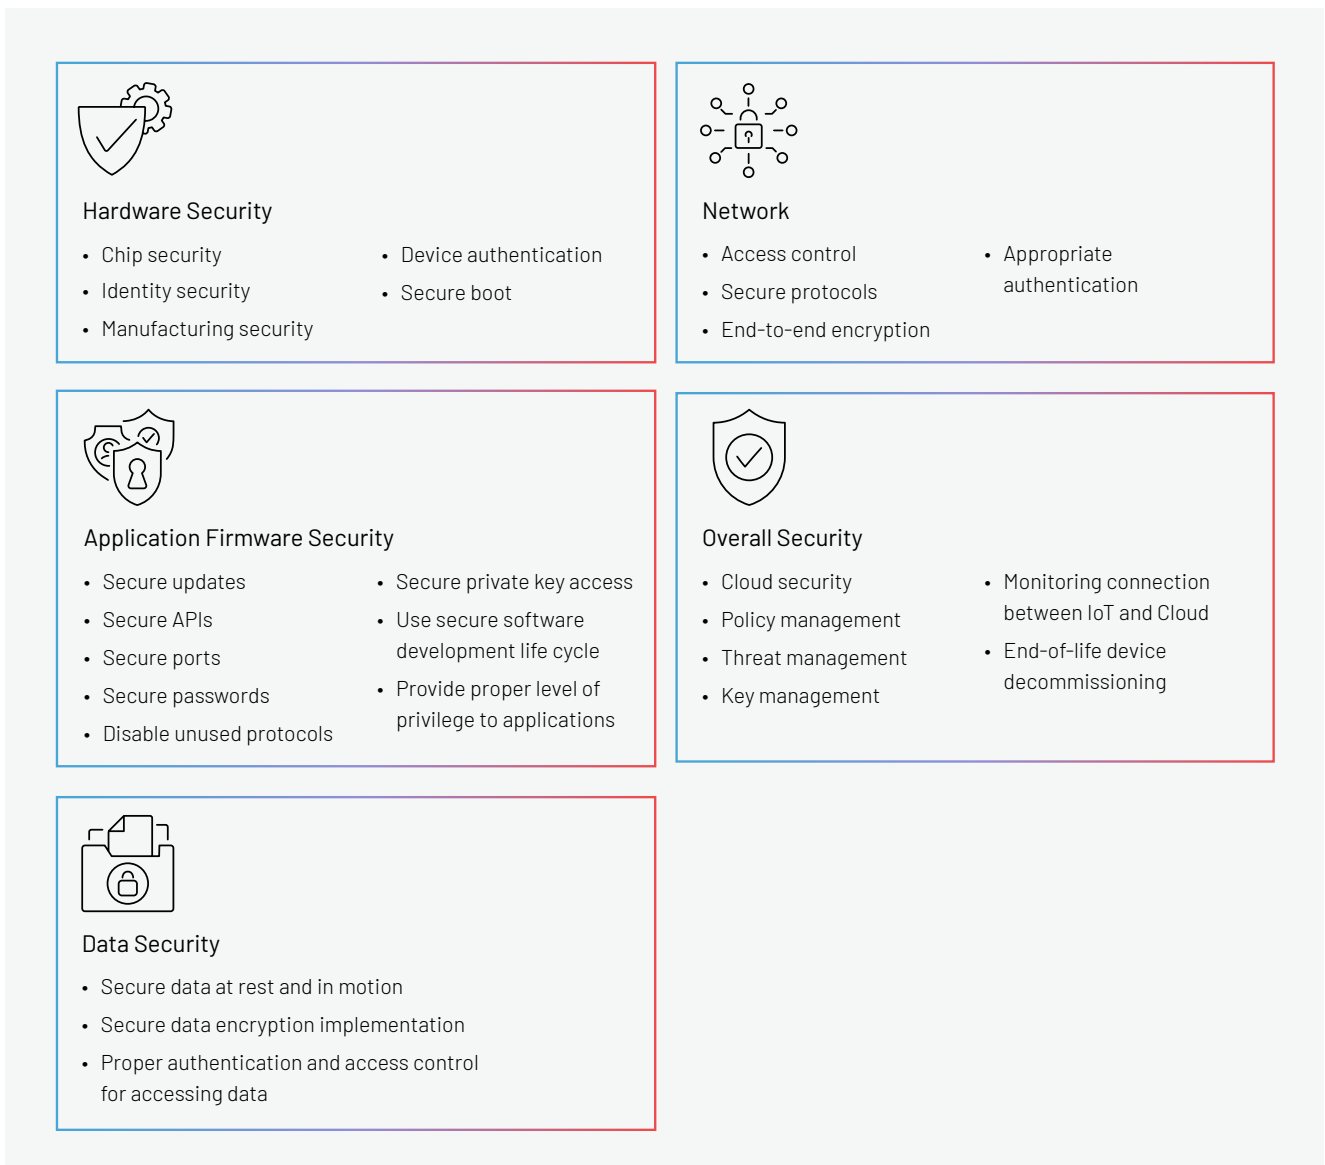 Hardware Security
• Chip security
• Identity security
• Manufacturing security
• Device authentication
• Secure boot
Network
• Access control
• Secure protocols
• End-to-end encryption
• Appropriate
authentication
Application Firmware Security
• Secure updates
• Secure APIs
• Secure ports
• Secure passwords
• Disable unused protocols
• Secure private key access
• Use secure software
development life cycle
• Provide proper level of
privilege to applications
Overall Security
• Cloud security
• Policy management
• Threat management
• Key management
• Monitoring connection
between IoT and Cloud
• End-of-life device
decommissioning
Data Security
• Secure data at rest and in motion
• Secure data encryption implementation
• Proper authentication and access control
for accessing data